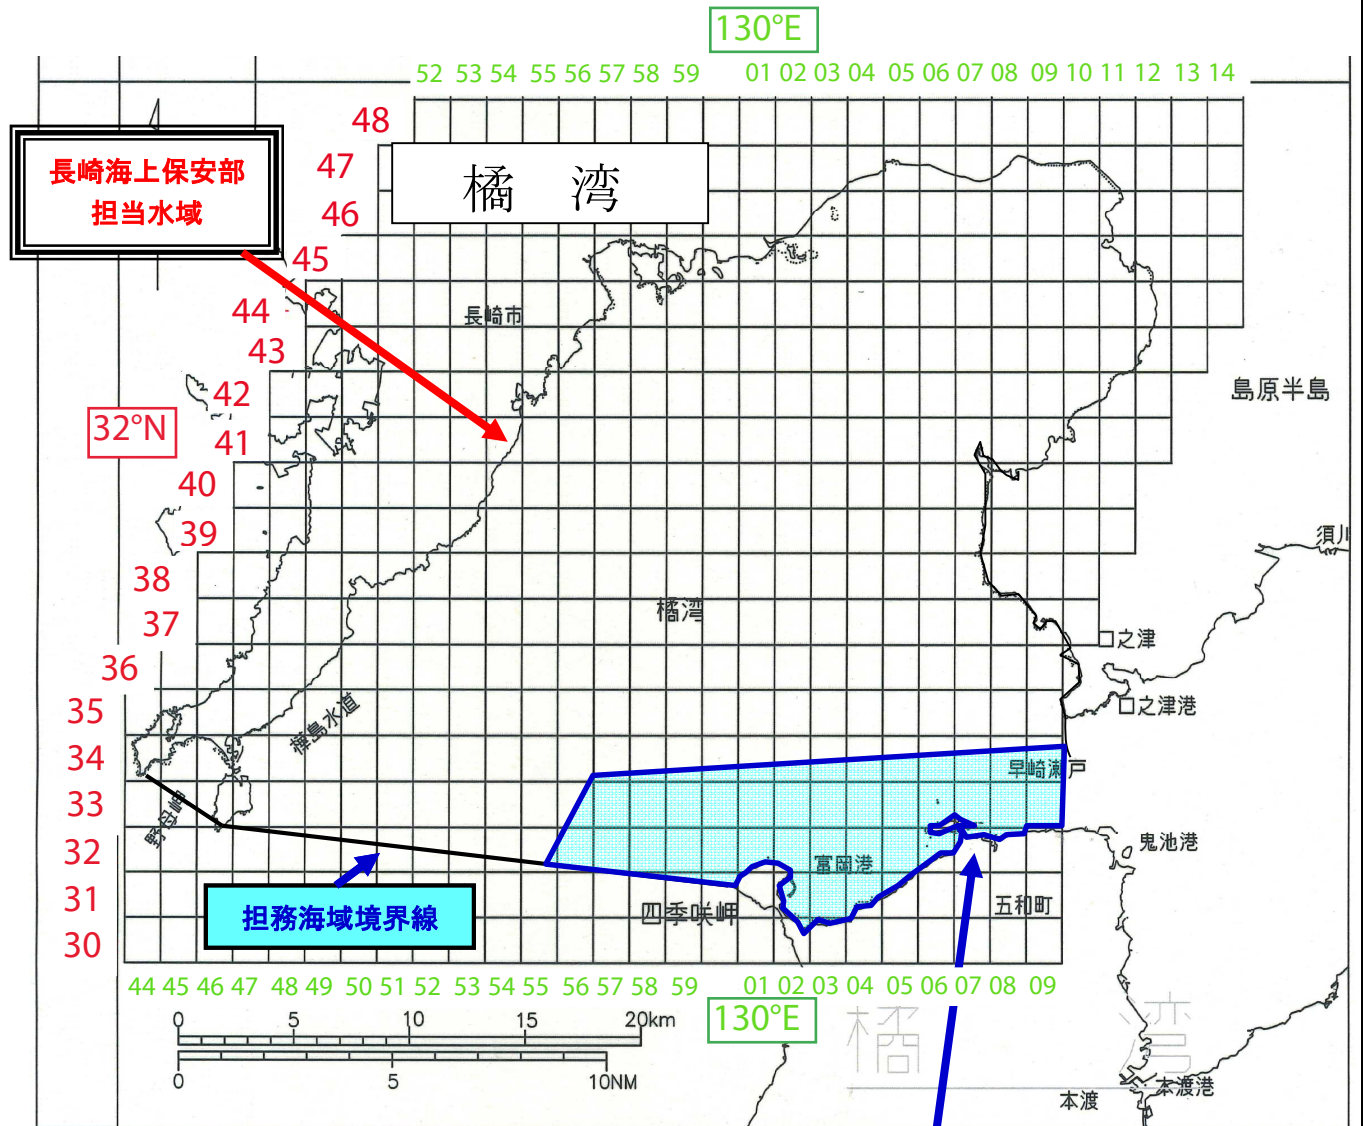 130°E
52 53 54 55 56 57 58 59 01 02 03 04 05 06 07 08 09 10 11 12 13 14
48
長崎海上保安部
担当水域
47
橘 湾
46
45
44
長崎市
43
42
島原半島
32°N
41
40
39
須川
38
橘湾
37
口之津
36
35
口之津港
樺島水道
34
早崎瀬戸
33
野母岬
鬼池港
32
富岡港
31
担務海域境界線
四季咲岬
五和町
30
44 45 46 47 48 49 50 51 52 53 54 55 56 57 58 59 01 02 03 04 05 06 07 08 09
130°E
橘 湾
0 5 10 15 20km
0 5 10NM
本渡
本渡港